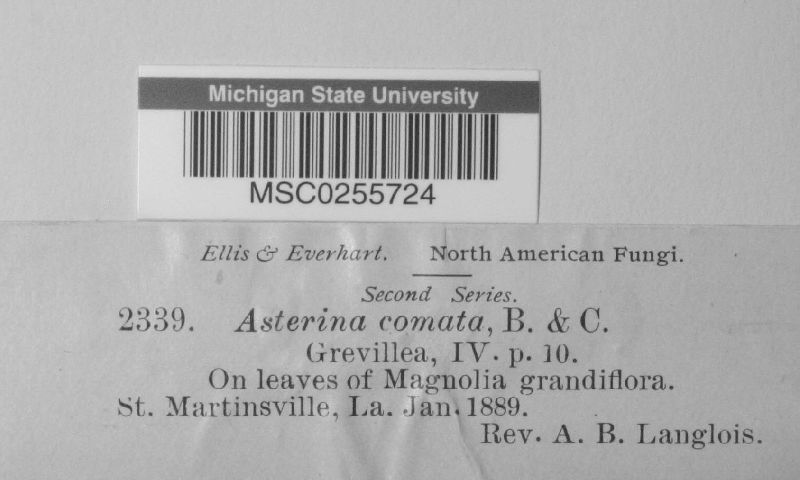 Michigan State University
MSC0255724
Ellis & Everhart. North American Fungi.
Second Series.
2339. Asterina comata, B. & C.
Grevillea, IV. p. 10.
On leaves of Magnolia grandiflora.
St. Martinsville, La. Jan. 1889.
Rev. A. B. Langlois.